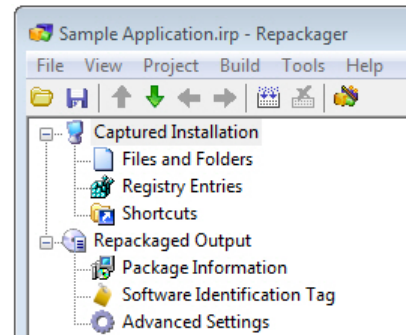 Sample Application.irp - Repackager
File View Project Build Tools Help
Captured Installation
Files and Folders
Registry Entries
Shortcuts
Repackaged Output
Package Information
Software Identification Tag
Advanced Settings